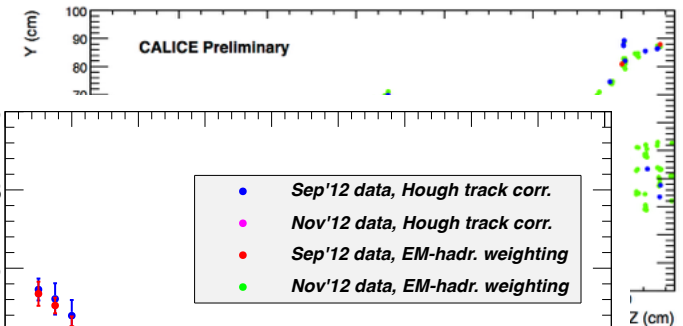 Y (cm)
100
90
CALICE Preliminary
80
Sep'12 data, Hough track corr.
Nov'12 data, Hough track corr.
Sep'12 data, EM-hadr. weighting
Nov'12 data, EM-hadr. weighting
Z (cm)